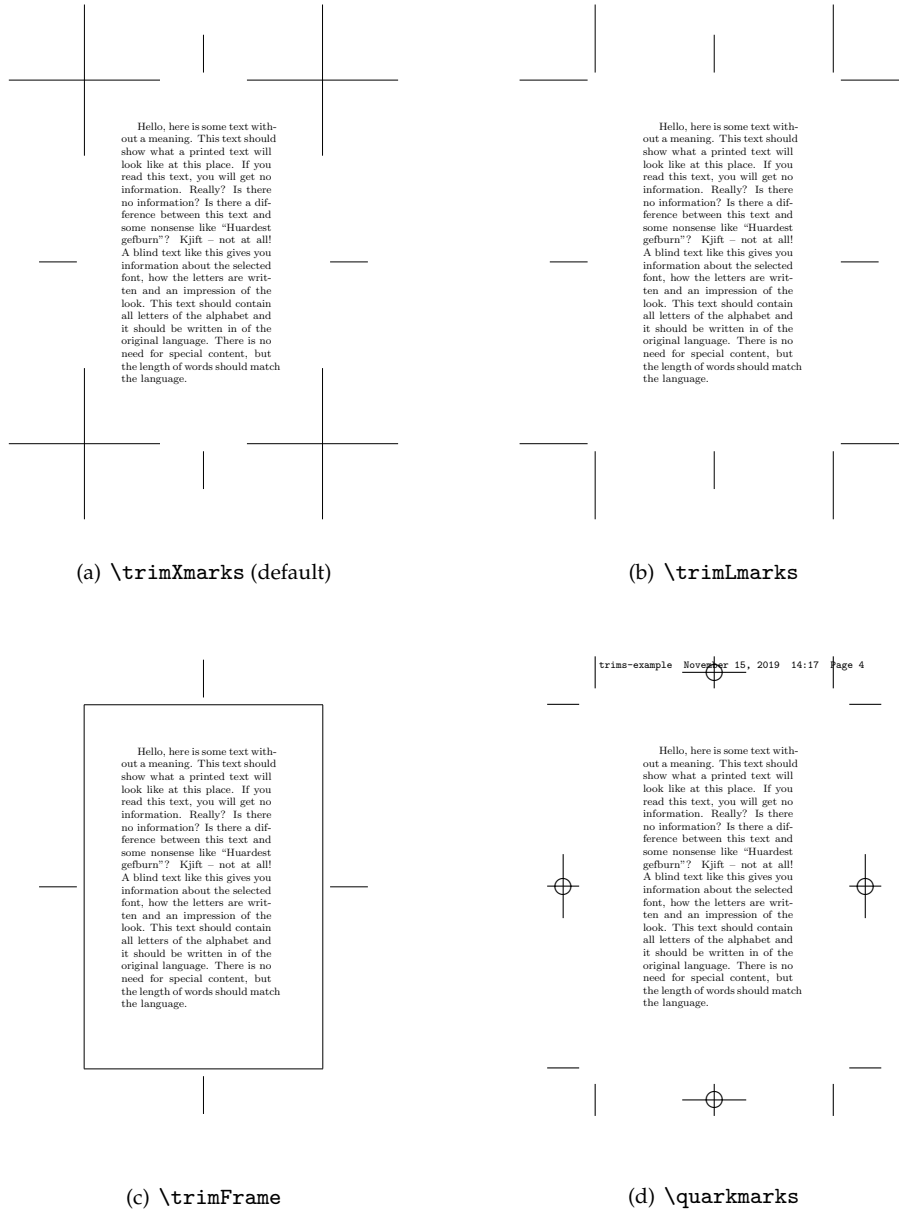 Hello, here is some text with-
out a meaning. This text should
show what a printed text will
look like at this place. If you
read this text, you will get no
information. Really? Is there
no information? Is there a dif-
ference between this text and
some nonsense like “Huardest
gefburn”? Kjift – not at all!
A blind text like this gives you
information about the selected
font, how the letters are writ-
ten and an impression of the
look. This text should contain
all letters of the alphabet and
it should be written in of the
original language. There is no
need for special content, but
the length of words should match
the language.
(a) \trimXmarks (default)
Hello, here is some text with-
out a meaning. This text should
show what a printed text will
look like at this place. If you
read this text, you will get no
information. Really? Is there
no information? Is there a dif-
ference between this text and
some nonsense like “Huardest
gefburn”? Kjift – not at all!
A blind text like this gives you
information about the selected
font, how the letters are writ-
ten and an impression of the
look. This text should contain
all letters of the alphabet and
it should be written in of the
original language. There is no
need for special content, but
the length of words should match
the language.
(b) \trimLmarks
Hello, here is some text with-
out a meaning. This text should
show what a printed text will
look like at this place. If you
read this text, you will get no
information. Really? Is there
no information? Is there a dif-
ference between this text and
some nonsense like “Huardest
gefburn”? Kjift – not at all!
A blind text like this gives you
information about the selected
font, how the letters are writ-
ten and an impression of the
look. This text should contain
all letters of the alphabet and
it should be written in of the
original language. There is no
need for special content, but
the length of words should match
the language.
(c) \trimFrame
trims-example November 15, 2019 14:17 Page 4
Hello, here is some text with-
out a meaning. This text should
show what a printed text will
look like at this place. If you
read this text, you will get no
information. Really? Is there
no information? Is there a dif-
ference between this text and
some nonsense like “Huardest
gefburn”? Kjift – not at all!
A blind text like this gives you
information about the selected
font, how the letters are writ-
ten and an impression of the
look. This text should contain
all letters of the alphabet and
it should be written in of the
original language. There is no
need for special content, but
the length of words should match
the language.
(d) \quarkmarks